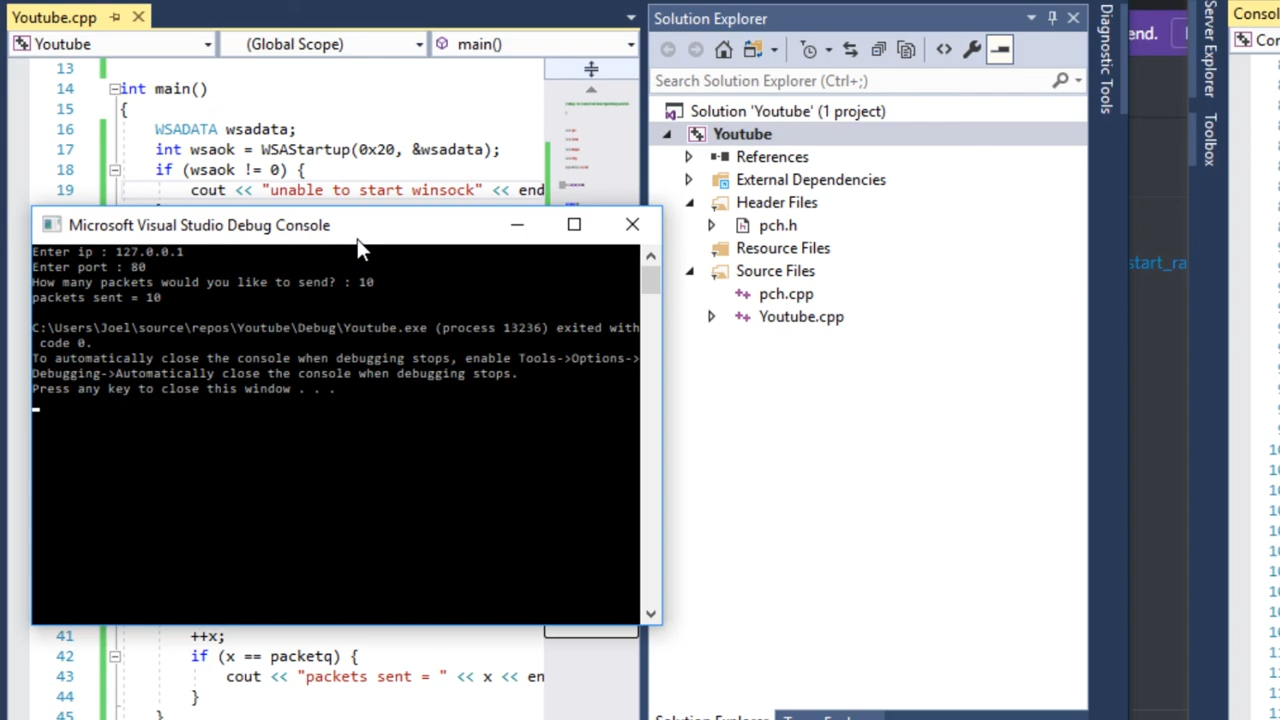 Youtube.cpp
Youtube
(Global Scope)
main()
13
14 int main()
15 {
16 WSADATA wsadata;
17 int wsaok = WSAStartup(0x20, &wsadata);
18 if (wsaok != 0) {
19 cout << "unable to start winsock" << end
Microsoft Visual Studio Debug Console
Enter ip : 127.0.0.1
Enter port : 80
How many packets would you like to send? : 10
packets sent = 10
C:\Users\Joel\source\repos\Youtube\Debug\Youtube.exe (process 13236) exited with
code 0.
To automatically close the console when debugging stops, enable Tools->Options->
Debugging->Automatically close the console when debugging stops.
Press any key to close this window . . .
41 ++x;
42 if (x == packetq) {
43 cout << "packets sent = " << x << en
44 }
45 }
Solution Explorer
Search Solution Explorer (Ctrl+;)
Solution 'Youtube' (1 project)
Youtube
References
External Dependencies
Header Files
pch.h
Resource Files
Source Files
pch.cpp
Youtube.cpp
Solution Explorer
Diagnostic Tools
end.
start_ra
Server Explorer
Toolbox
Consol
Cor